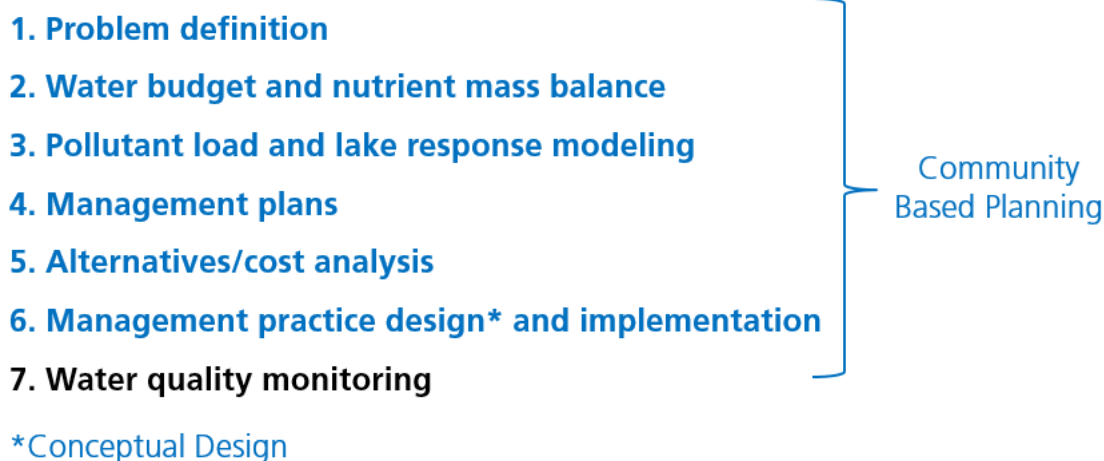 1. Problem definition
2. Water budget and nutrient mass balance
3. Pollutant load and lake response modeling
4. Management plans
5. Alternatives/cost analysis
6. Management practice design* and implementation
7. Water quality monitoring
*Conceptual Design
Community
Based Planning